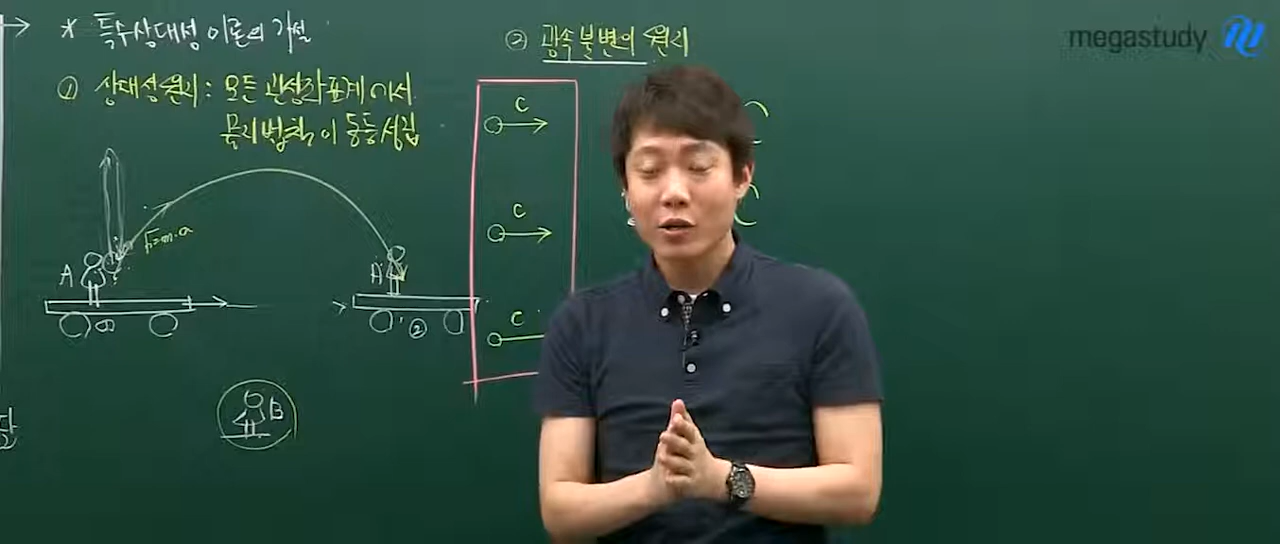 * 특수상대성 이론의 가설
① 상대성원리: 모든 관성좌표계에서
물리법칙이 동등성립
F=m·a
A
①
A
②
B
② 광속불변의 원리
c
c
c
megastudy